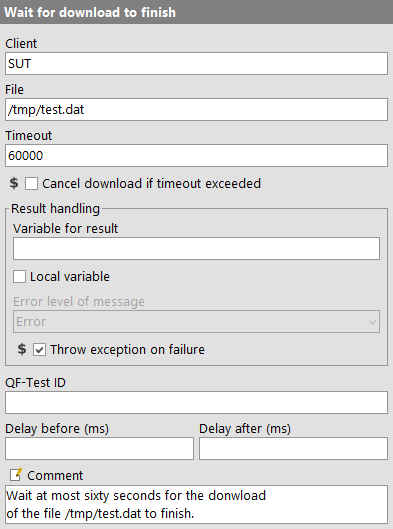 Wait for download to finish
Client
SUT
File
/tmp/test.dat
Timeout
60000
$ Cancel download if timeout exceeded
Result handling
Variable for result
Local variable
Error level of message
Error
$ Throw exception on failure
QF-Test ID
Delay before (ms) Delay after (ms)
Comment
Wait at most sixty seconds for the donwload
of the file /tmp/test.dat to finish.